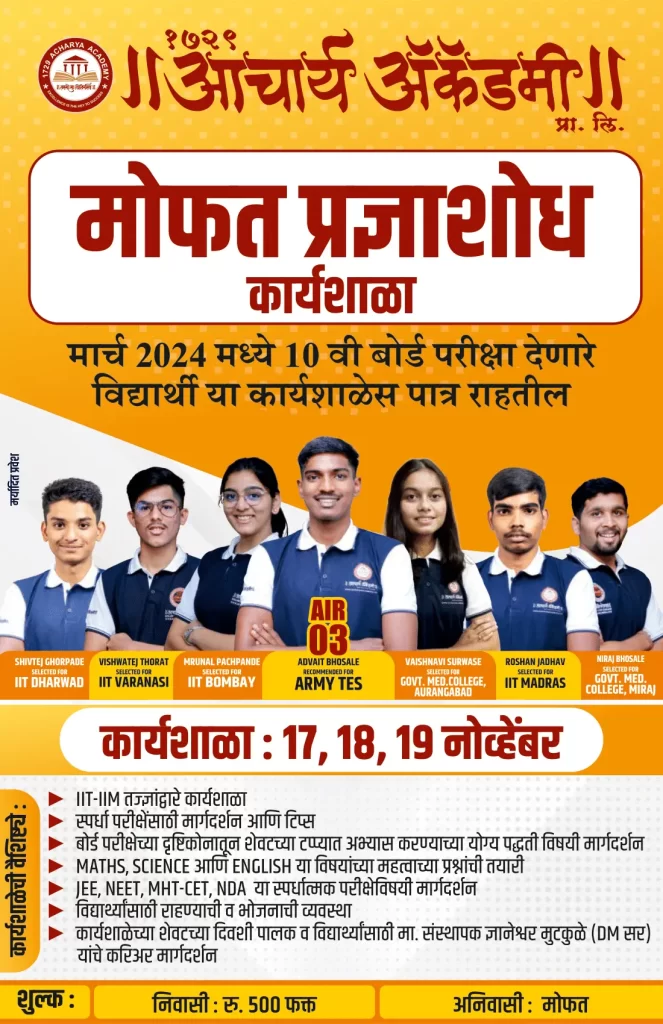 १७२९
॥ आचार्य अ‍ॅकॅडमी ॥
प्रा. लि.
1729 ACHARYA ACADEMY
मोफत प्रज्ञाशोध
कार्यशाळा
मार्च 2024 मध्ये 10 वी बोर्ड परीक्षा देणारे
विद्यार्थी या कार्यशाळेस पात्र राहतील
मर्यादित प्रवेश
AIR
03
SHIVTEJ GHORPADE
SELECTED FOR
IIT DHARWAD
VISHWATEJ THORAT
SELECTED FOR
IIT VARANASI
MRUNAL PACHPANDE
SELECTED FOR
IIT BOMBAY
ADVAIT BHOSALE
RECOMMENDED FOR
ARMY TES
VAISHNAVI SURWASE
SELECTED FOR
GOVT. MED.COLLEGE,
AURANGABAD
ROSHAN JADHAV
SELECTED FOR
IIT MADRAS
NIRAJ BHOSALE
SELECTED FOR
GOVT. MED.
COLLEGE, MIRAJ
कार्यशाळा : 17, 18, 19 नोव्हेंबर
कार्यशाळेची वैशिष्ट्ये :
IIT-IIM तज्ज्ञांद्वारे कार्यशाळा
स्पर्धा परीक्षेंसाठी मार्गदर्शन आणि टिप्स
बोर्ड परीक्षेच्या दृष्टिकोनातून शेवटच्या टप्प्यात अभ्यास करण्याच्या योग्य पद्धती विषयी मार्गदर्शन
MATHS, SCIENCE आणि ENGLISH या विषयांच्या महत्वाच्या प्रश्नांची तयारी
JEE, NEET, MHT-CET, NDA या स्पर्धात्मक परीक्षेविषयी मार्गदर्शन
विद्यार्थ्यांसाठी राहण्याची व भोजनाची व्यवस्था
कार्यशाळेच्या शेवटच्या दिवशी पालक व विद्यार्थ्यांसाठी मा. संस्थापक ज्ञानेश्वर मुटकुळे (DM सर)
यांचे करिअर मार्गदर्शन
शुल्क :
निवासी : रु. 500 फक्त
अनिवासी : मोफत